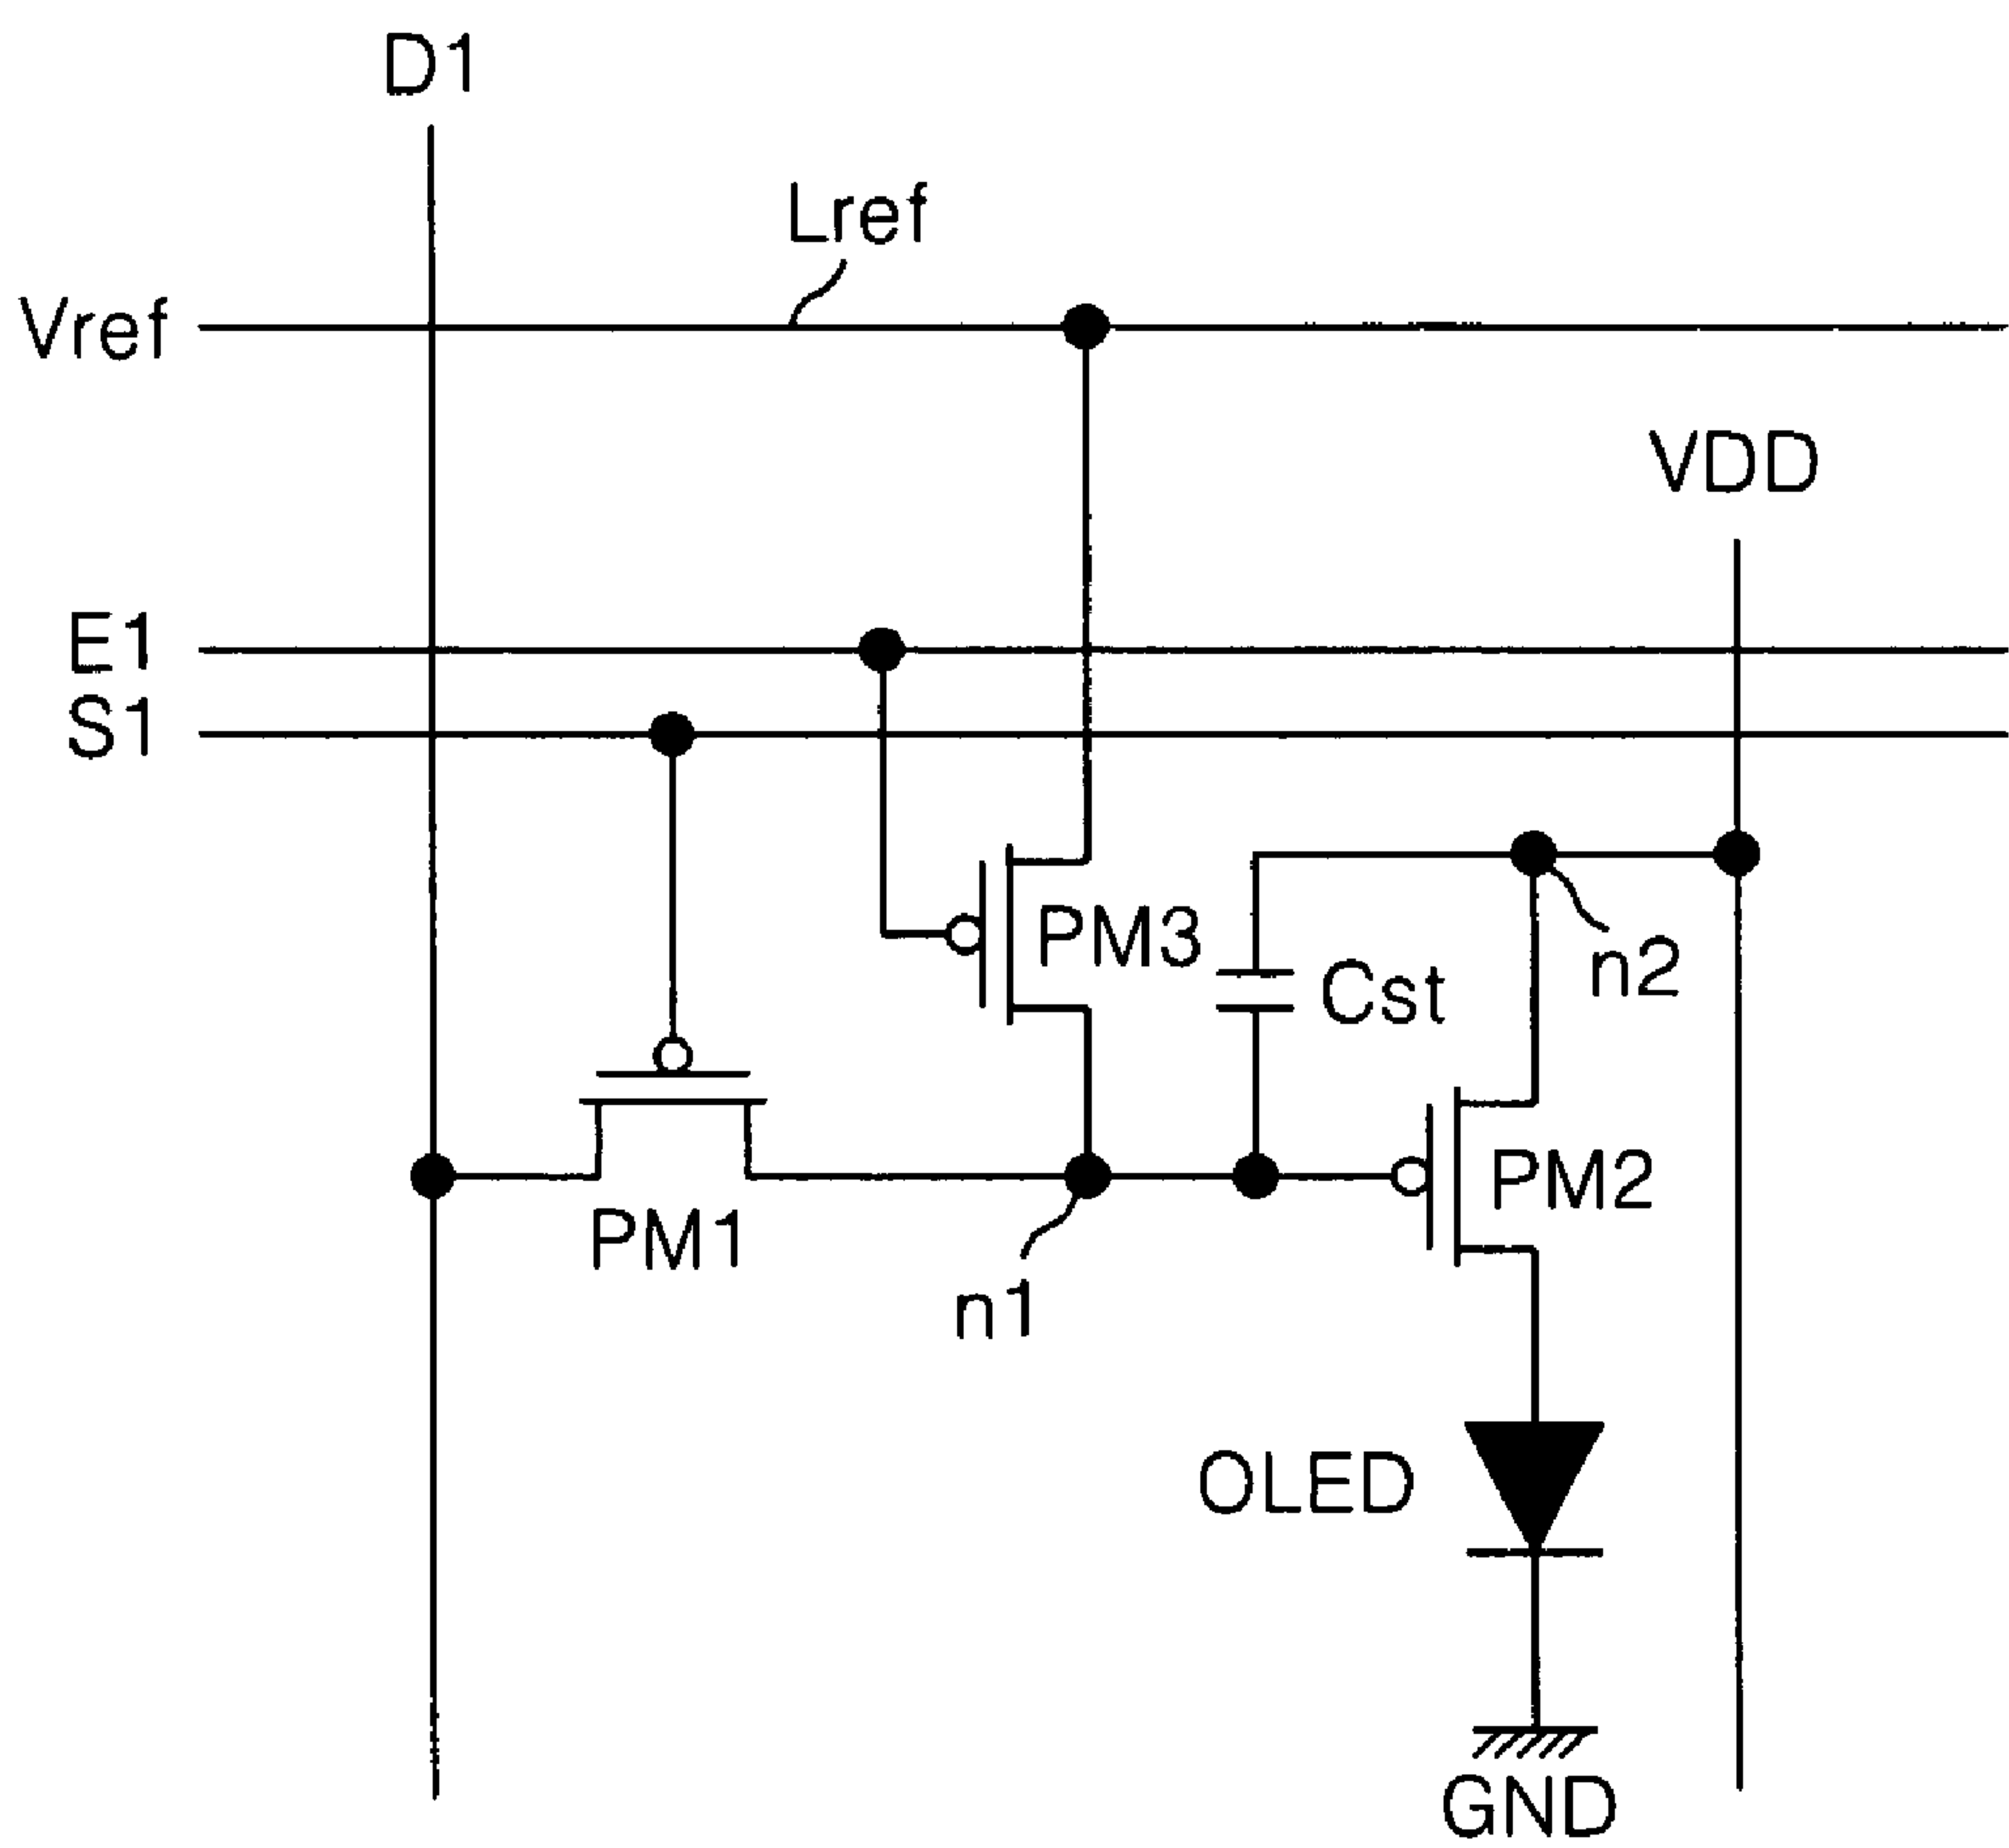 D1
Lref
Vref
VDD
E1
S1
PM3
n2
Cst
PM2
PM1
n1
OLED
GND